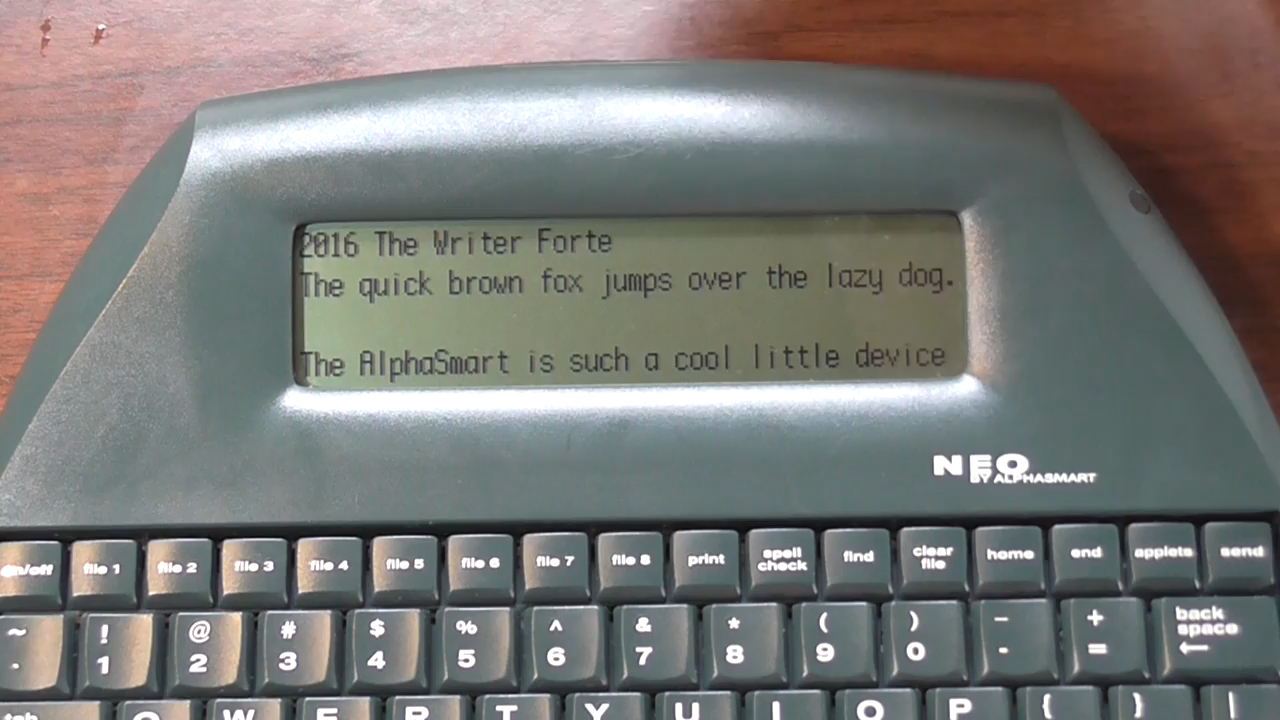 2016 The Writer Forte
The quick brown fox jumps over the lazy dog.
The AlphaSmart is such a cool little device
NEO
BY ALPHASMART
on/off file 1 file 2 file 3 file 4 file 5 file 6 file 7 file 8 print spell check find clear file home end applets send
~ ! @ # $ % ^ & * ( ) _ + back space
1 2 3 4 5 6 7 8 9 0 - = ←
tab Q W E R T Y U I O P { } |